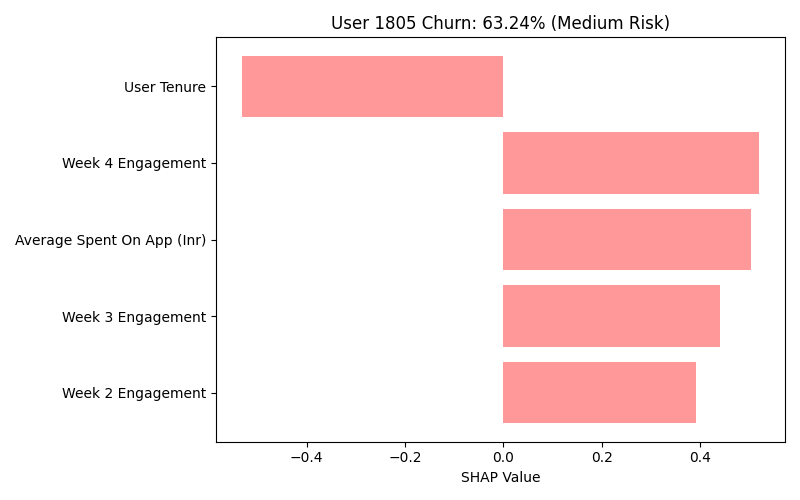 User 1805 Churn: 63.24% (Medium Risk)
User Tenure
Week 4 Engagement
Average Spent On App (Inr)
Week 3 Engagement
Week 2 Engagement
−0.4 −0.2 0.0 0.2 0.4
SHAP Value